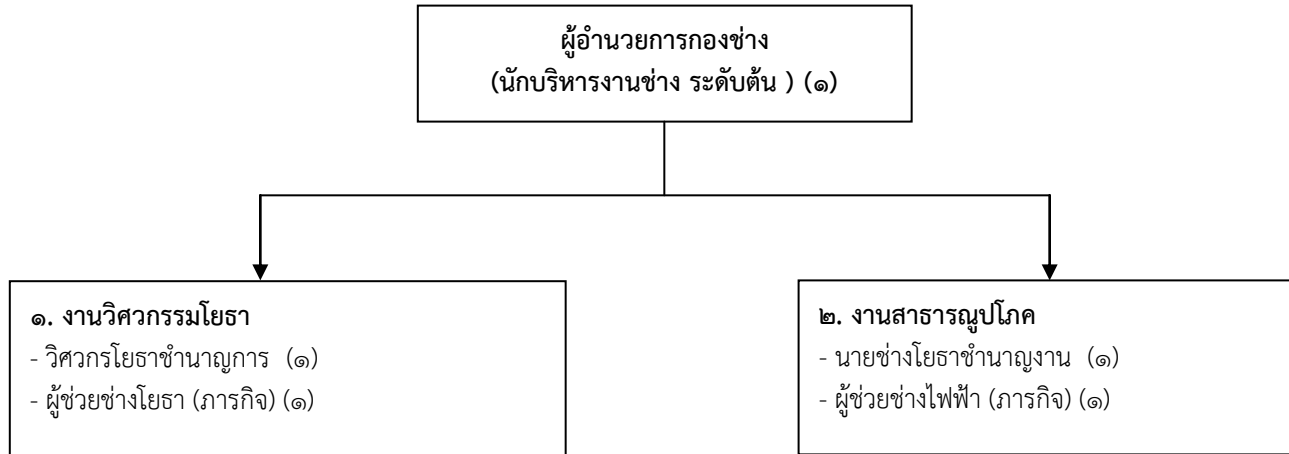 ผู้อำนวยการกองช่าง
(นักบริหารงานช่าง ระดับต้น ) (๑)
๑. งานวิศวกรรมโยธา
- วิศวกรโยธาชำนาญการ (๑)
- ผู้ช่วยช่างโยธา (ภารกิจ) (๑)
๒. งานสาธารณูปโภค
- นายช่างโยธาชำนาญงาน (๑)
- ผู้ช่วยช่างไฟฟ้า (ภารกิจ) (๑)